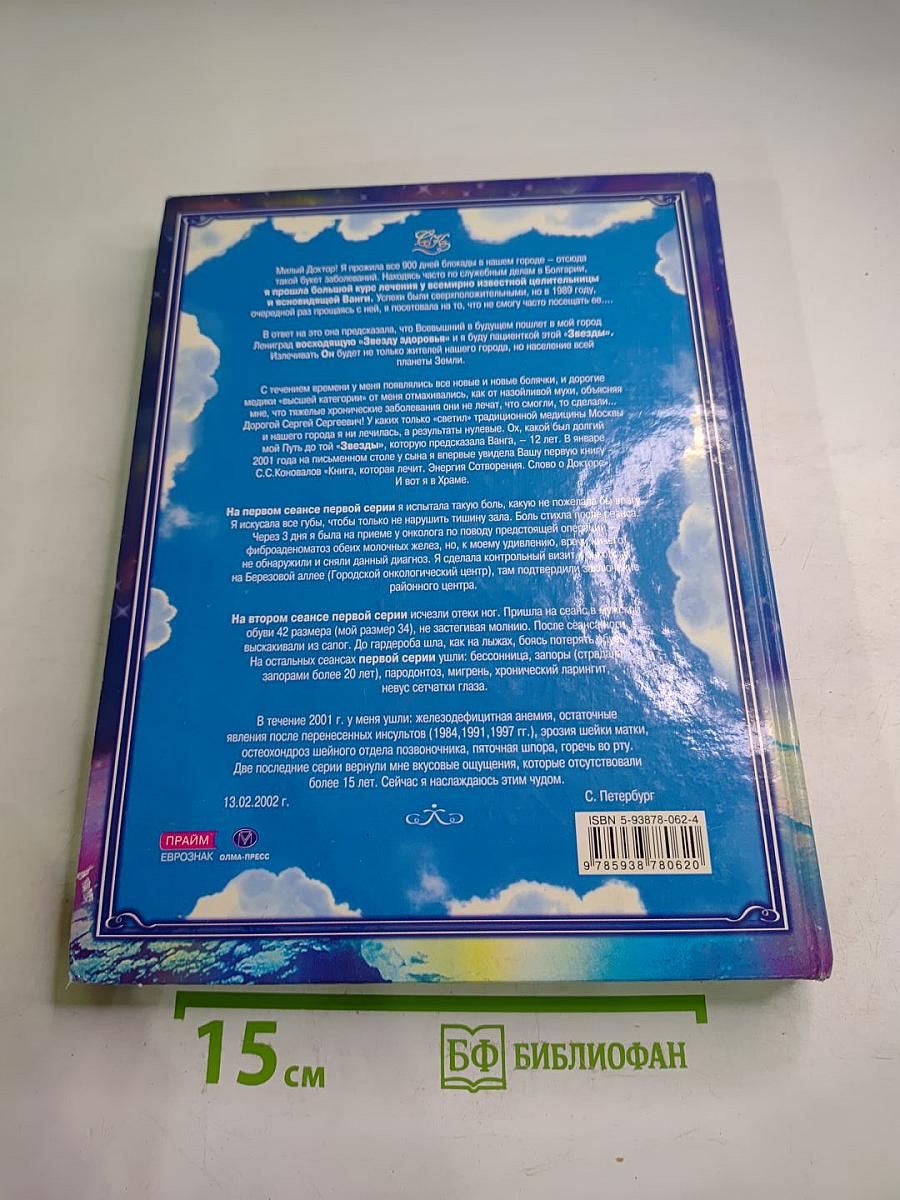 СК
Милый Доктор! Я прожила все 900 дней блокады в нашем городе – отсюда
такой букет заболеваний. Находясь часто по служебным делам в Болгарии,
я прошла большой курс лечения у всемирно известной целительницы
и ясновидящей Ванги. Успехи были сверхположительными, но в 1989 году,
очередной раз прощаясь с ней, я посетовала на то, что не смогу часто посещать ее....
В ответ на это она предсказала, что Всевышний в будущем пошлет в мой город
Ленинград восходящую «Звезду здоровья» и я буду пациенткой этой «Звезды».
Излечивать Он будет не только жителей нашего города, но население всей
планеты Земли.
С течением времени у меня появлялись все новые и новые болячки, и дорогие
медики «высшей категории» от меня отмахивались, как от назойливой мухи, объясняя
мне, что тяжелые хронические заболевания они не лечат, что смогли, то сделали...
Дорогой Сергей Сергеевич! У каких только «светил» традиционной медицины Москвы
и нашего города я ни лечилась, а результаты нулевые. Ох, какой был долгий
мой Путь до той «Звезды», которую предсказала Ванга, – 12 лет. В январе
2001 года на письменном столе у сына я впервые увидела Вашу первую книгу
С.С.Коновалов «Книга, которая лечит. Энергия Сотворения. Слово о Докторе».
И вот я в Храме.
На первом сеансе первой серии я испытала такую боль, какую не пожелала бы врагу.
Я искусала все губы, чтобы только не нарушить тишину зала. Боль стихла после сеанса.
Через 3 дня я была на приеме у онколога по поводу предстоящей операции –
фиброаденоматоз обеих молочных желез, но, к моему удивлению, врачи ничего
не обнаружили и сняли данный диагноз. Я сделала контрольный визит к
на Березовой аллее (Городской онкологический центр), там подтвердили заключение
районного центра.
На втором сеансе первой серии исчезли отеки ног. Пришла на сеанс в мужской
обуви 42 размера (мой размер 34), не застегивая молнию. После сеанса ноги
выскакивали из сапог. До гардероба шла, как на лыжах, боясь потерять обувь.
На остальных сеансах первой серии ушли: бессонница, запоры (страдала
запорами более 20 лет), пародонтоз, мигрень, хронический ларингит,
невус сетчатки глаза.
В течение 2001 г. у меня ушли: железодефицитная анемия, остаточные
явления после перенесенных инсультов (1984,1991,1997 гг.), эрозия шейки матки,
остеохондроз шейного отдела позвоночника, пяточная шпора, горечь во рту.
Две последние серии вернули мне вкусовые ощущения, которые отсутствовали
более 15 лет. Сейчас я наслаждаюсь этим чудом.
13.02.2002 г.
С. Петербург
ПРАЙМ
ЕВРОЗНАК
ОЛМА-ПРЕСС
ISBN 5-93878-062-4
9 785938 780620
15 см
БФ БИБЛИОФАН